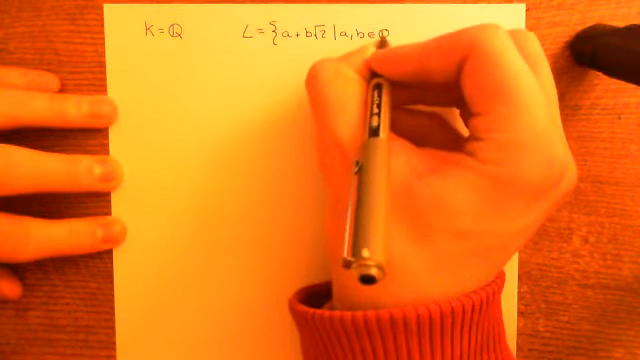 K = ℚ L = {a + b√2 | a, b ∈ ℚ